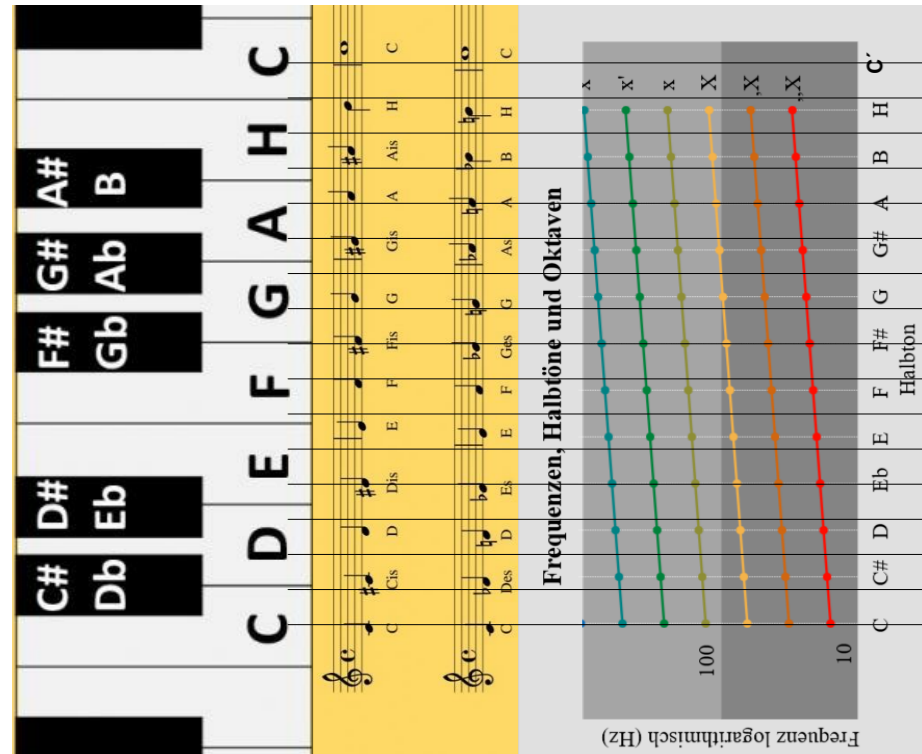 C# D# F# G# A#
Db Eb Gb Ab B
C D E F G A H C
C Cis D Dis E F Fis G Gis A Ais H C
C Des D Es E F Ges G As A B H C
Frequenzen, Halbtöne und Oktaven
x'
x
X
,X
,,X
100
10
Frequenz logarithmisch (Hz)
C C# D Eb E F F# G G# A B H C´
Halbton